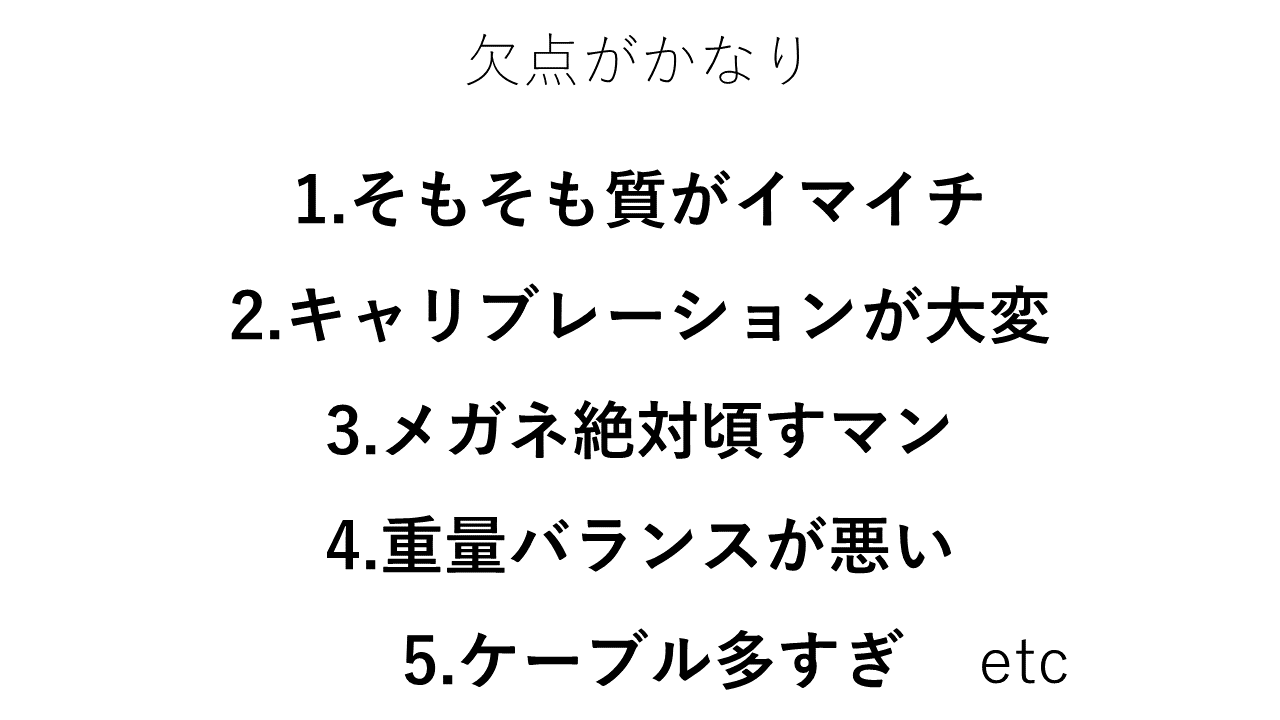 欠点がかなり
1.そもそも質がイマイチ
2.キャリブレーションが大変
3.メガネ絶対頃すマン
4.重量バランスが悪い
5.ケーブル多すぎ　etc